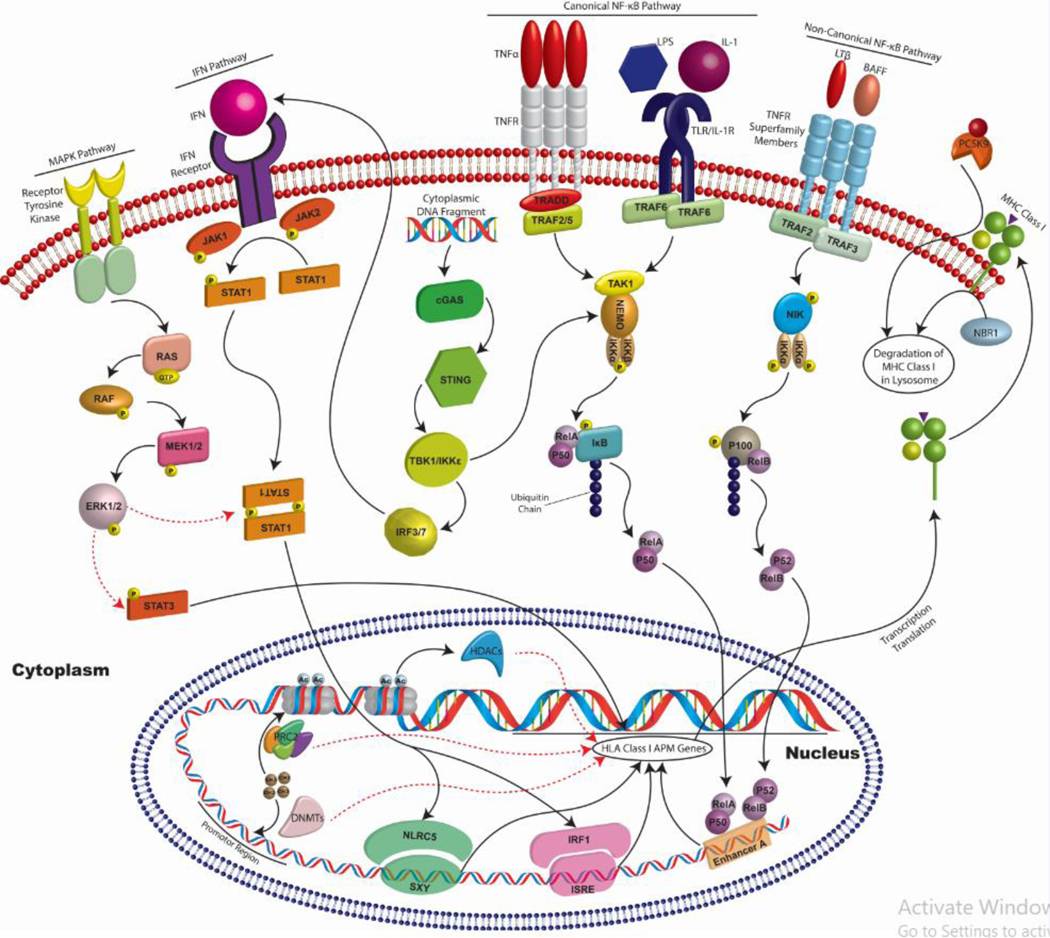 Canonical NF-κB Pathway
IFN Pathway
Non-Canonical NF-κB Pathway
TNFα
LPS
IL-1
LTβ
BAFF
IFN
MAPK Pathway
TNFR
TLR/IL-1R
TNFR
Superfamily
Members
PCSK9
IFN
Receptor
Receptor
Tyrosine
Kinase
Cytoplasmic
DNA Fragment
TRADD
TRAF2/5
TRAF6
TRAF6
TRAF2
TRAF3
MHC Class I
JAK1
P
JAK2
P
P
STAT1
STAT1
cGAS
TAK1
NEMO
IKKα
IKKβ
P
NIK
P
IKKα
IKKα
P
P
NBR1
Degradation of
MHC Class I
in Lysosome
RAS
GTP
RAF
P
STING
MEK1/2
P
TBK1/IKKε
RelA
P50
P
IκB
P
P100
RelB
ERK1/2
P
STAT1
P
P
STAT1
Ubiquitin
Chain
IRF3/7
RelA
P50
P52
RelB
P
STAT3
Transcription
Translation
Cytoplasm
HDACs
Ac
Ac
Ac
Ac
PRC2
HLA Class I APM Genes
Nucleus
DNMTs
P52
RelB
RelA
P50
Promotor Region
NLRC5
SXY
IRF1
ISRE
Enhancer A
Activate Window
Go to Settings to activ